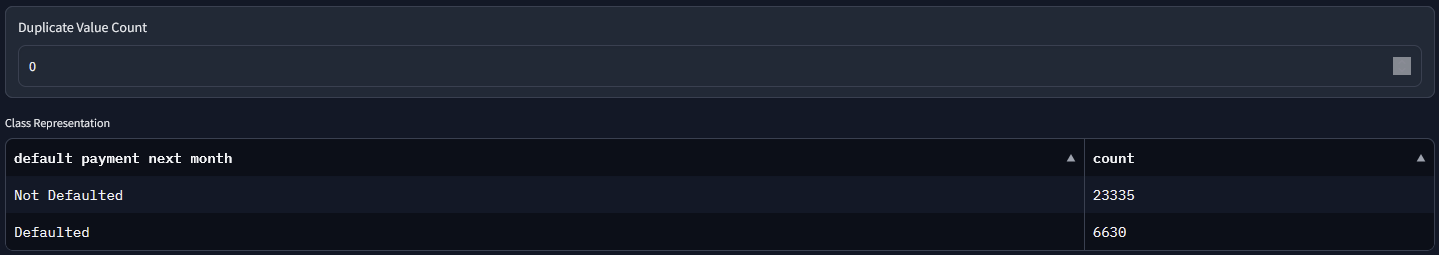 Duplicate Value Count
0
Class Representation
default payment next month ▲ count ▲
Not Defaulted 23335
Defaulted 6630